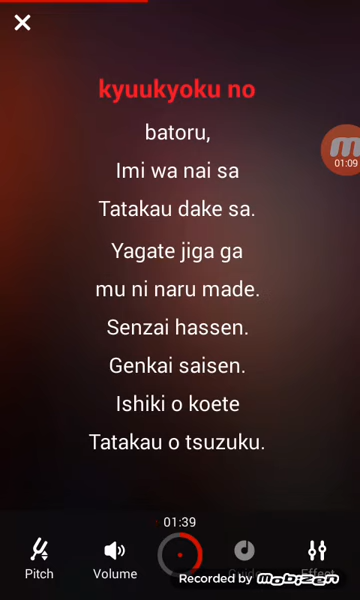 kyuukyoku no
batoru,
01:09
Imi wa nai sa
Tatakau dake sa.
Yagate jiga ga
mu ni naru made.
Senzai hassen.
Genkai saisen.
Ishiki o koete
Tatakau o tsuzuku.
01:39
Pitch Volume Guide Effect
Recorded by Mobizen